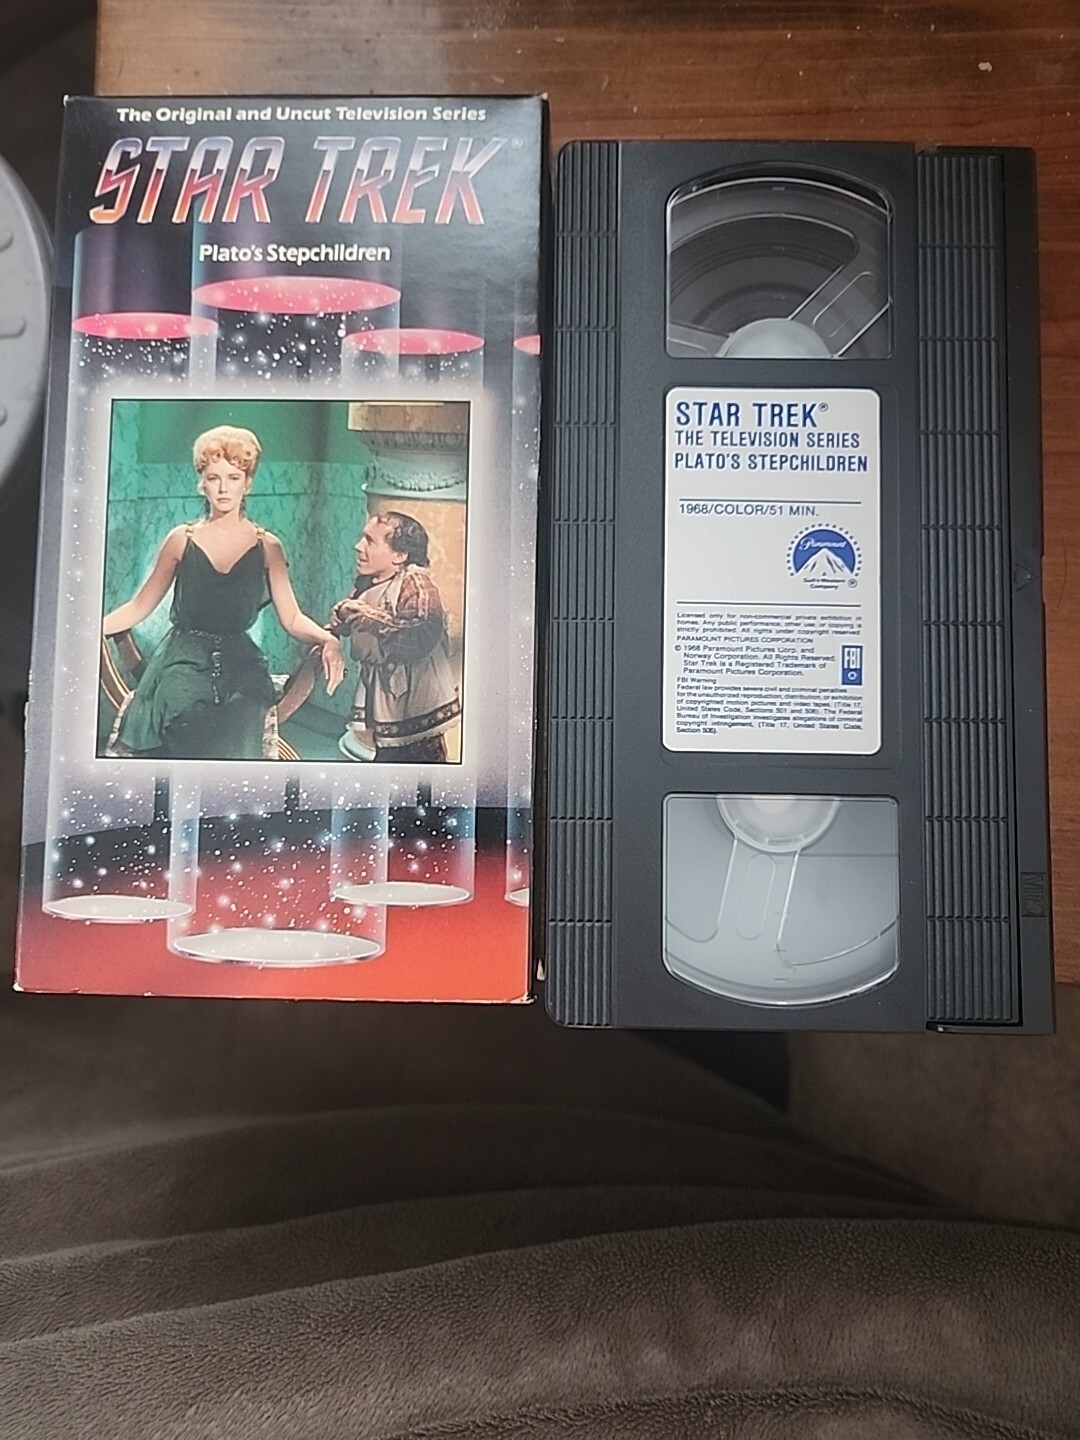 The Original and Uncut Television Series
STAR TREK®
Plato's Stepchildren
STAR TREK®
THE TELEVISION SERIES
PLATO'S STEPCHILDREN
1968/COLOR/51 MIN.
Paramount
A Gulf+Western
Company
®
Licensed only for non-commercial private exhibition in
homes. Any public performance, other use, or copying is
strictly prohibited. All rights under copyright reserved.
PARAMOUNT PICTURES CORPORATION
© 1968 Paramount Pictures Corp. and
Norway Corporation. All Rights Reserved.
Star Trek is a Registered Trademark of
Paramount Pictures Corporation.
FBI
FBI Warning
Federal law provides severe civil and criminal penalties
for the unauthorized reproduction, distribution, or exhibition
of copyrighted motion pictures and video tapes. (Title 17,
United States Code, Sections 501 and 506). The Federal
Bureau of Investigation investigates allegations of criminal
copyright infringement, (Title 17, United States Code,
Section 506).
VHS